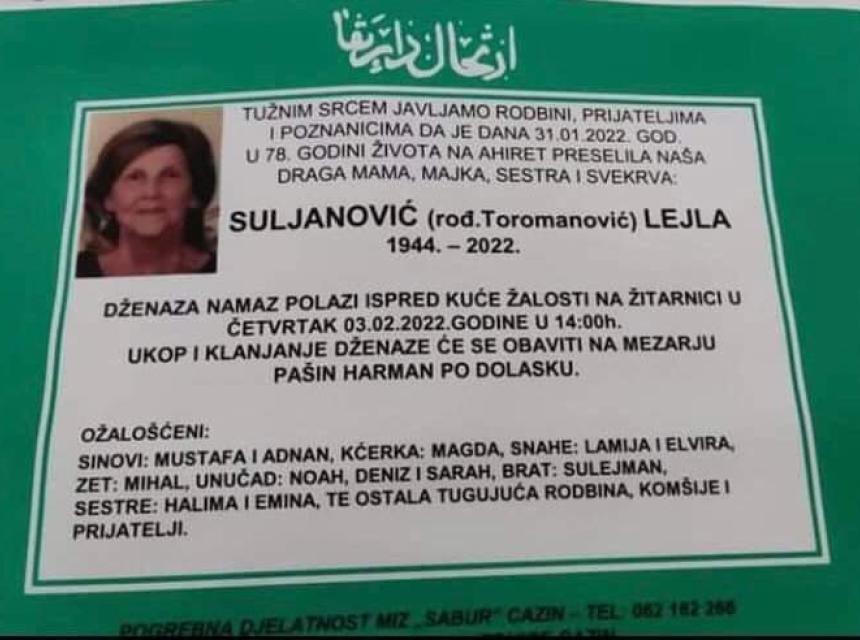 ارتحال دار بقا
TUŽNIM SRCEM JAVLJAMO RODBINI, PRIJATELJIMA
I POZNANICIMA DA JE DANA 31.01.2022. GOD.
U 78. GODINI ŽIVOTA NA AHIRET PRESELILA NAŠA
DRAGA MAMA, MAJKA, SESTRA I SVEKRVA:
SULJANOVIĆ (rođ.Toromanović) LEJLA
1944. – 2022.
DŽENAZA NAMAZ POLAZI ISPRED KUĆE ŽALOSTI NA ŽITARNICI U
ČETVRTAK 03.02.2022.GODINE U 14:00h.
UKOP I KLANJANJE DŽENAZE ĆE SE OBAVITI NA MEZARJU
PAŠIN HARMAN PO DOLASKU.
OŽALOŠĆENI:
SINOVI: MUSTAFA I ADNAN, KĆERKA: MAGDA, SNAHE: LAMIJA I ELVIRA,
ZET: MIHAL, UNUČAD: NOAH, DENIZ I SARAH, BRAT: SULEJMAN,
SESTRE: HALIMA I EMINA, TE OSTALA TUGUJUĆA RODBINA, KOMŠIJE I
PRIJATELJI.
POGREBNA DJELATNOST MIZ „SABUR" CAZIN – TEL: 062 182 266